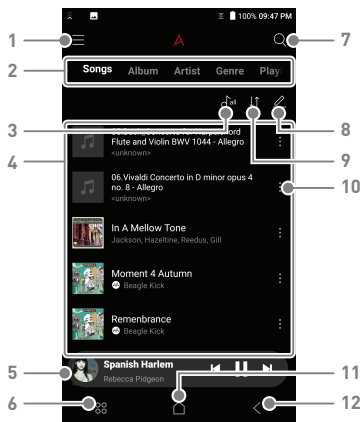 100% 09:47 PM
1
7
2
Songs Album Artist Genre Play
all
3
9
8
4
Flute and Violin BWV 1044 - Allegro
<unknown>
06.Vivaldi Concerto in D minor opus 4
no. 8 - Allegro
<unknown>
10
In A Mellow Tone
Jackson, Hazeltine, Reedus, Gill
Moment 4 Autumn
Beagle Kick
Remenbrance
Beagle Kick
5
Spanish Harlem
Rebecca Pidgeon
11
6
12